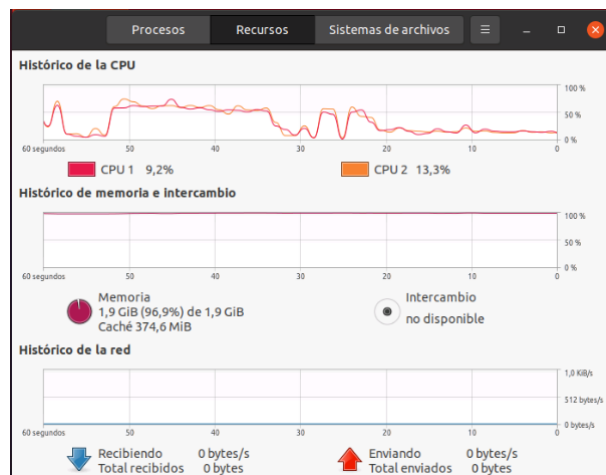 Procesos Recursos Sistemas de archivos
Histórico de la CPU
100 %
50 %
0 %
60 segundos 50 40 30 20 10 0
CPU 1 9,2% CPU 2 13,3%
Histórico de memoria e intercambio
100 %
50 %
0 %
60 segundos 50 40 30 20 10 0
Memoria
1,9 GiB (96,9%) de 1,9 GiB
Caché 374,6 MiB
Intercambio
no disponible
Histórico de la red
1,0 KiB/s
512 bytes/s
0 bytes/s
60 segundos 50 40 30 20 10 0
Recibiendo 0 bytes/s
Total recibidos 0 bytes
Enviando 0 bytes/s
Total enviados 0 bytes